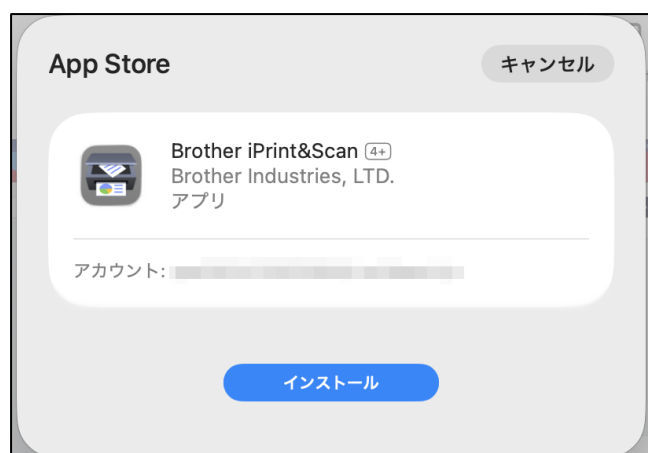 App Store
キャンセル
Brother iPrint&Scan 4+
Brother Industries, LTD.
アプリ
アカウント:
インストール